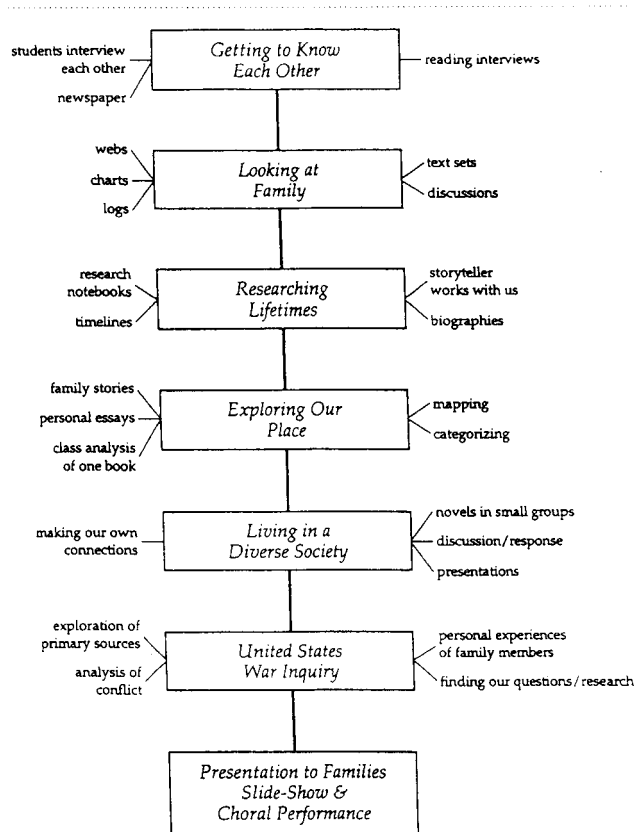 students interview
each other
newspaper
Getting to Know
Each Other
reading interviews
webs
charts
logs
Looking at
Family
text sets
discussions
research
notebooks
timelines
Researching
Lifetimes
storyteller
works with us
biographies
family stories
personal essays
class analysis
of one book
Exploring Our
Place
mapping
categorizing
making our own
connections
Living in a
Diverse Society
novels in small groups
discussion/response
presentations
exploration of
primary sources
analysis of
conflict
United States
War Inquiry
personal experiences
of family members
finding our questions/research
Presentation to Families
Slide-Show &
Choral Performance